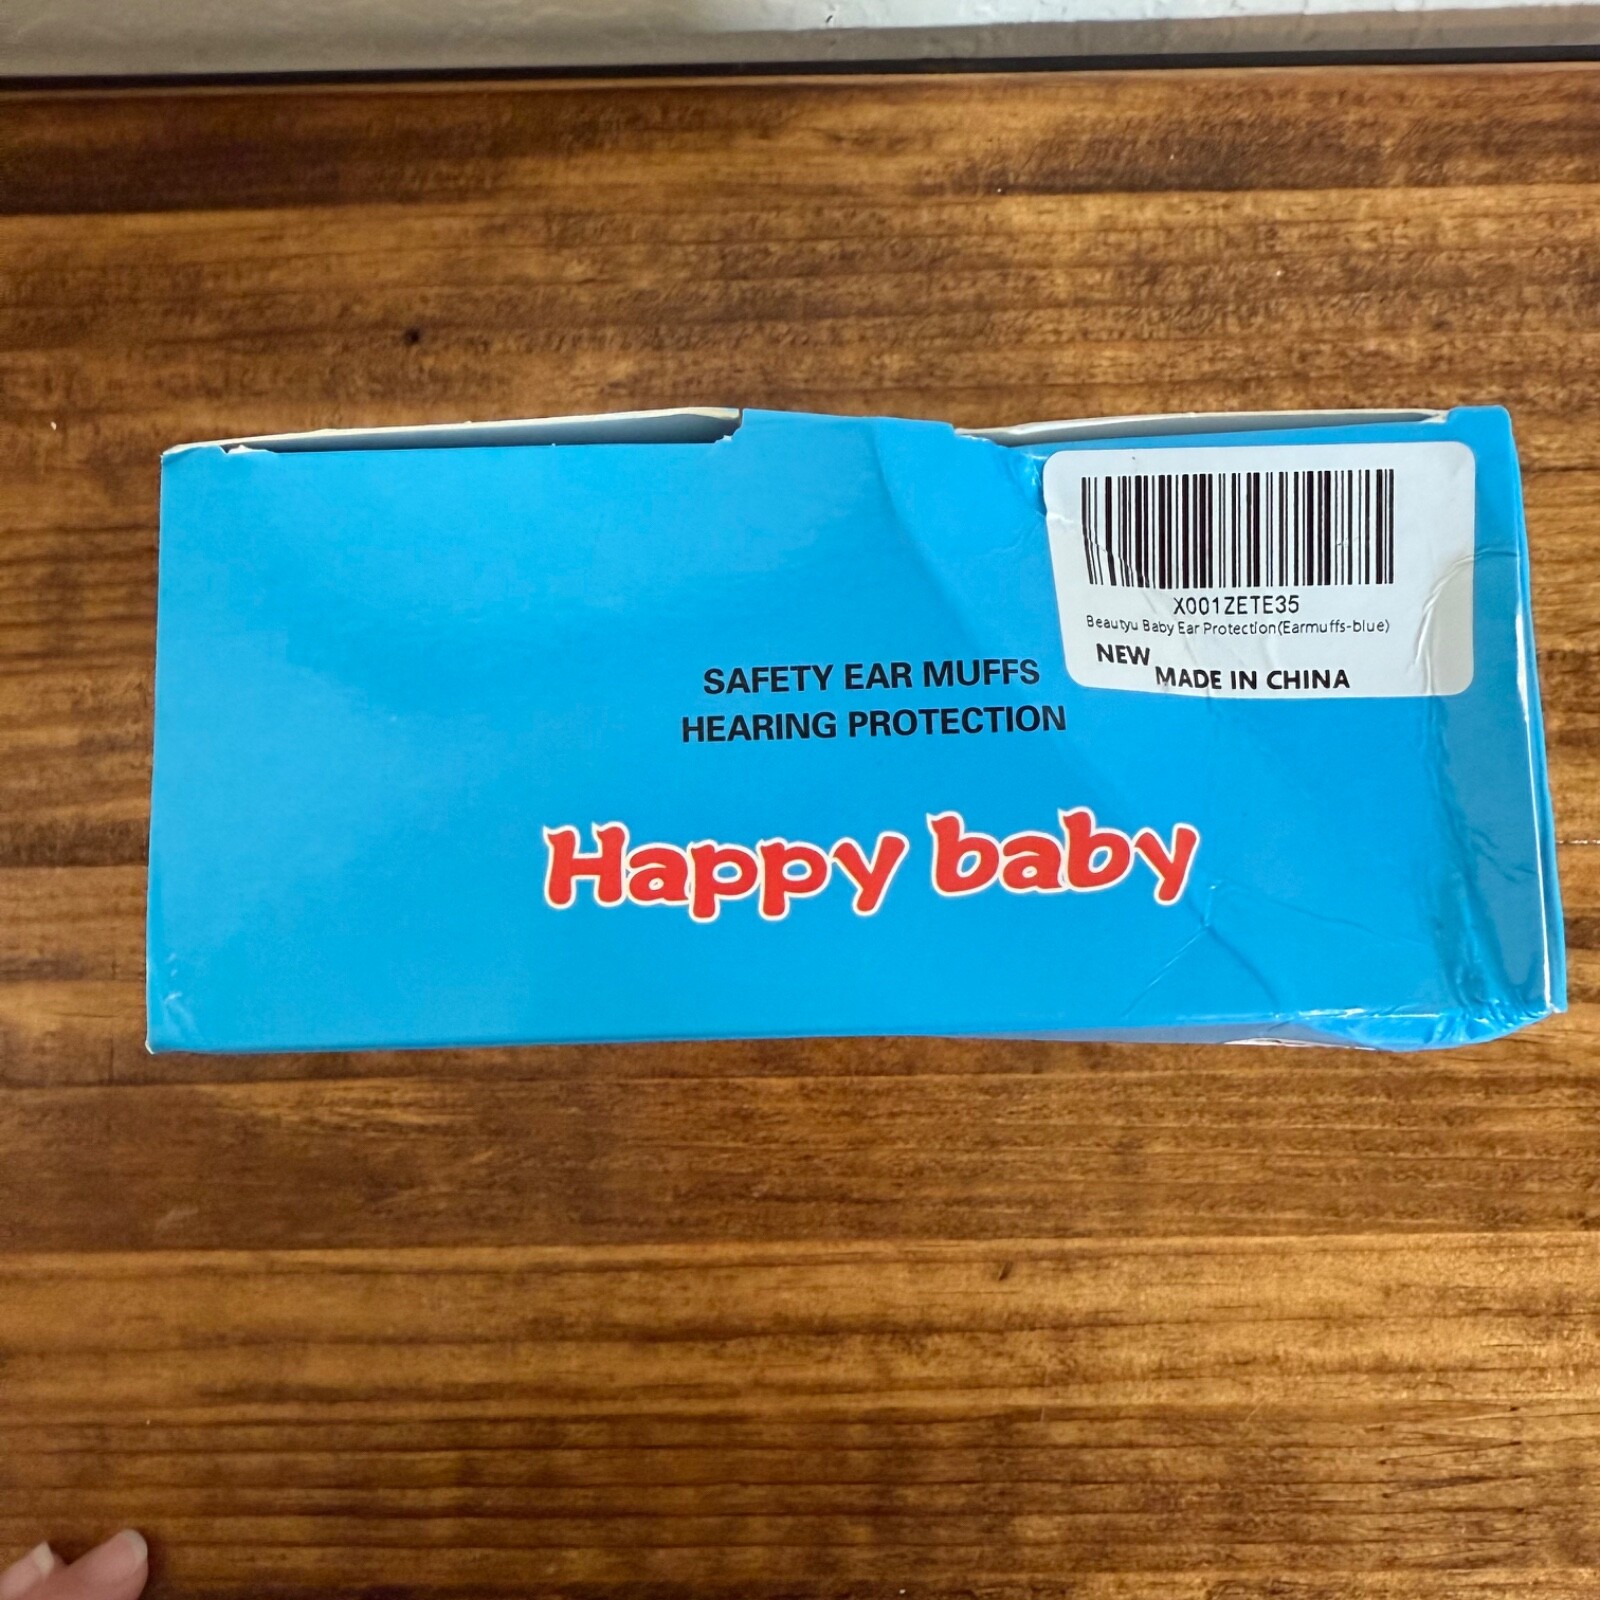 X001ZETE35
Beautyu Baby Ear Protection(Earmuffs-blue)
NEW
MADE IN CHINA
SAFETY EAR MUFFS
HEARING PROTECTION
Happy baby